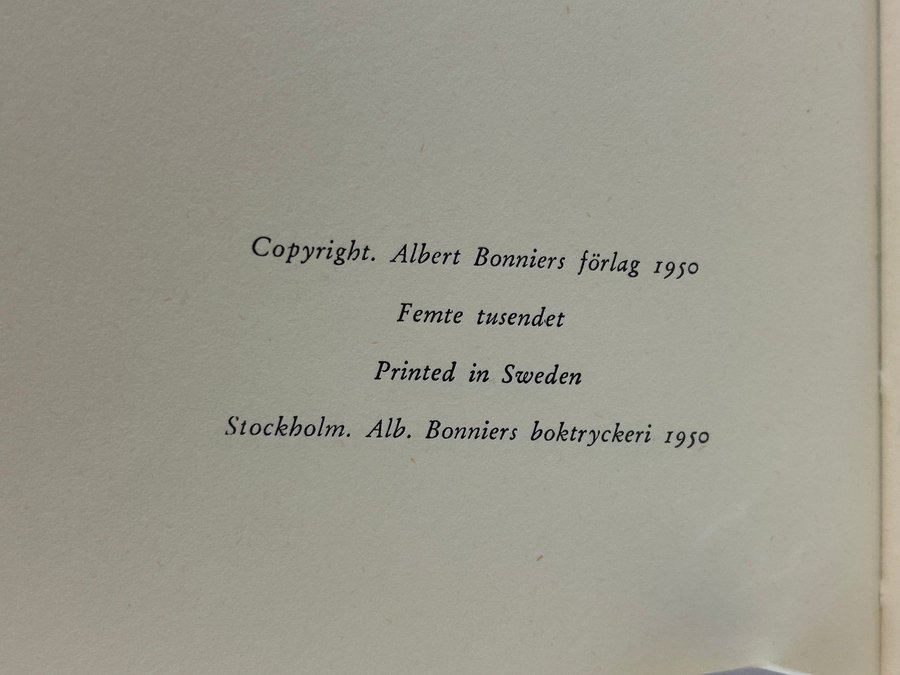 Copyright. Albert Bonniers förlag 1950
Femte tusendet
Printed in Sweden
Stockholm. Alb. Bonniers boktryckeri 1950